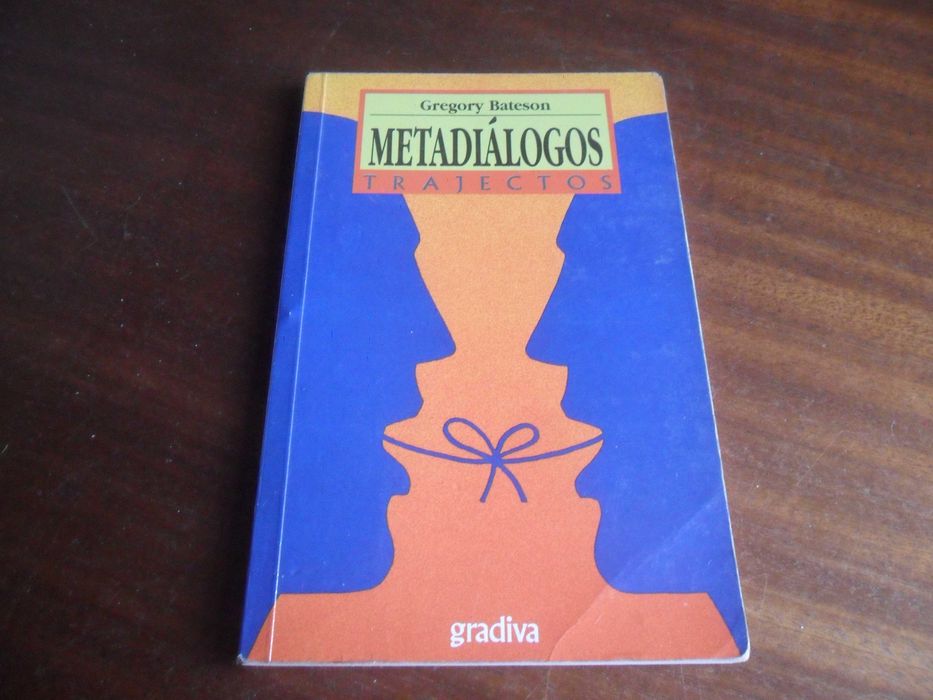 Gregory Bateson
METADIÁLOGOS
TRAJECTOS
gradiva